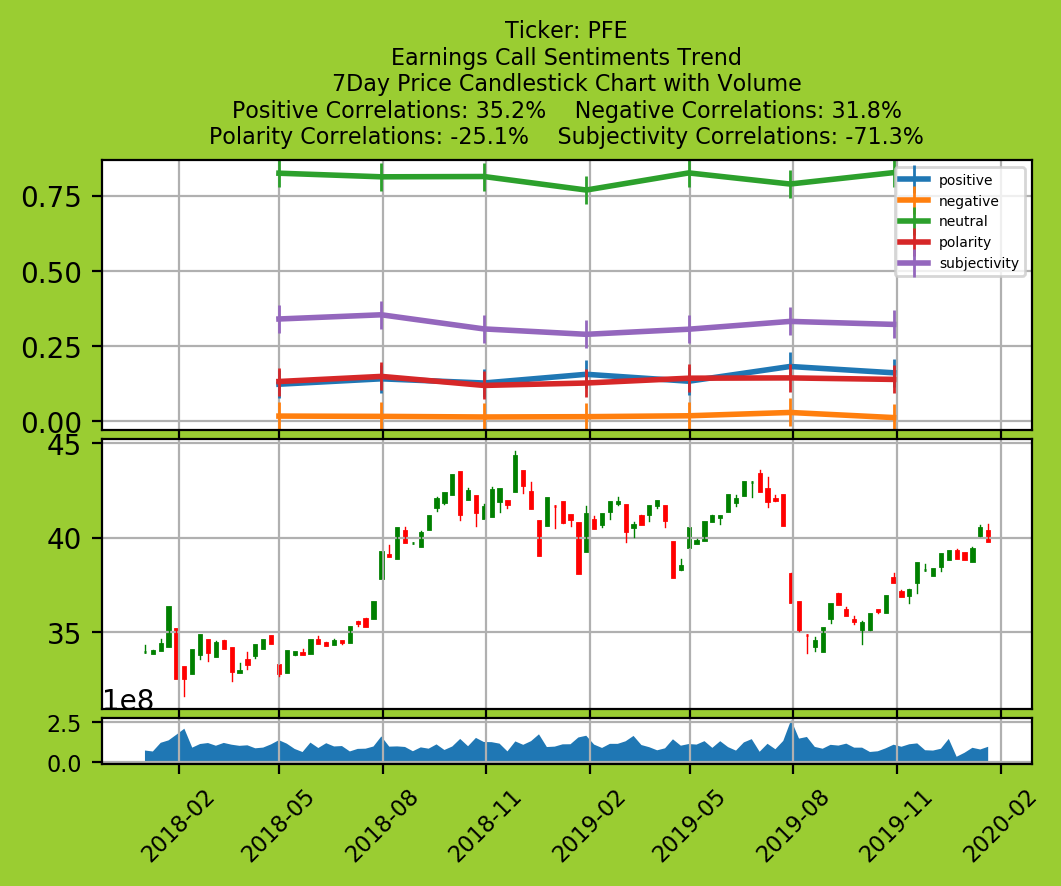 Ticker: PFE
Earnings Call Sentiments Trend
7Day Price Candlestick Chart with Volume
Positive Correlations: 35.2%    Negative Correlations: 31.8%
Polarity Correlations: -25.1%    Subjectivity Correlations: -71.3%
positive
negative
neutral
polarity
subjectivity
0.75
0.50
0.25
0.00
45
40
35
1e8
2.5
0.0
2018-02
2018-05
2018-08
2018-11
2019-02
2019-05
2019-08
2019-11
2020-02